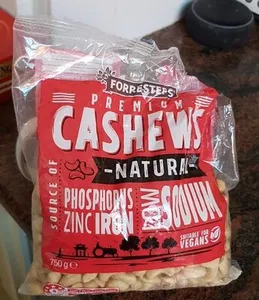 FORRESTERS
PREMIUM
CASHEWS
-NATURAL-
SOURCE OF
PHOSPHORUS
ZINC IRON
LOW SODIUM
SUITABLE FOR
VEGANS
750g e